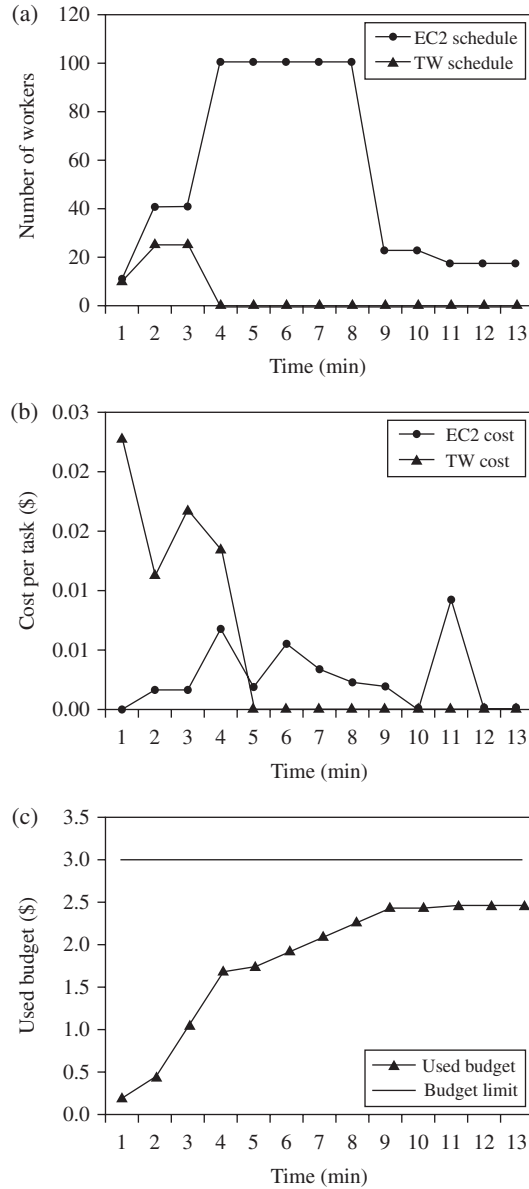 (a)
120
100
80
60
40
20
0
Number of workers
EC2 schedule
TW schedule
1 2 3 4 5 6 7 8 9 10 11 12 13
Time (min)
(b)
0.03
0.02
0.02
0.01
0.01
0.00
Cost per task ($)
EC2 cost
TW cost
1 2 3 4 5 6 7 8 9 10 11 12 13
Time (min)
(c)
3.5
3.0
2.5
2.0
1.5
1.0
0.5
0.0
Used budget ($)
Used budget
Budget limit
1 2 3 4 5 6 7 8 9 10 11 12 13
Time (min)